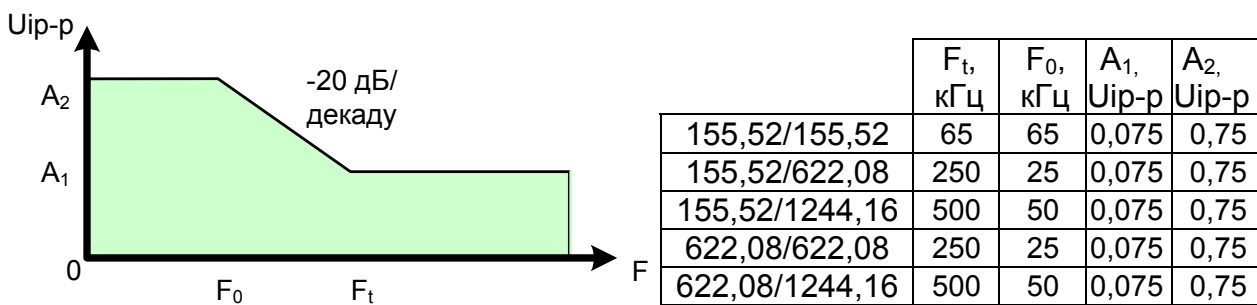 Uip-p
A2
-20 дБ/
декаду
A1
0
F0
Ft
F
Ft, кГц F0, кГц A1, Uip-p A2, Uip-p
155,52/155,52 65 65 0,075 0,75
155,52/622,08 250 25 0,075 0,75
155,52/1244,16 500 50 0,075 0,75
622,08/622,08 250 25 0,075 0,75
622,08/1244,16 500 50 0,075 0,75